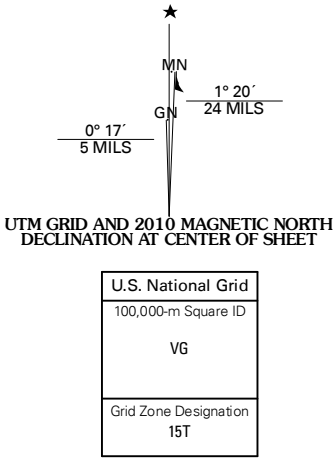 ★
MN
1° 20´
24 MILS
GN
0° 17´
5 MILS
UTM GRID AND 2010 MAGNETIC NORTH
DECLINATION AT CENTER OF SHEET
U.S. National Grid
100,000-m Square ID
VG
Grid Zone Designation
15T